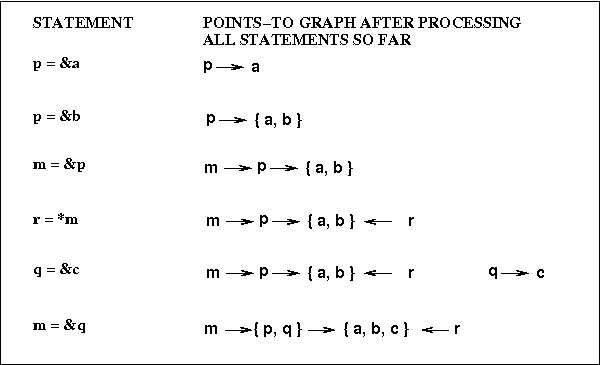 STATEMENT POINTS–TO GRAPH AFTER PROCESSING
ALL STATEMENTS SO FAR
p = &a p → a
p = &b p → { a, b }
m = &p m → p → { a, b }
r = *m m → p → { a, b } ← r
q = &c m → p → { a, b } ← r q → c
m = &q m → { p, q } → { a, b, c } ← r